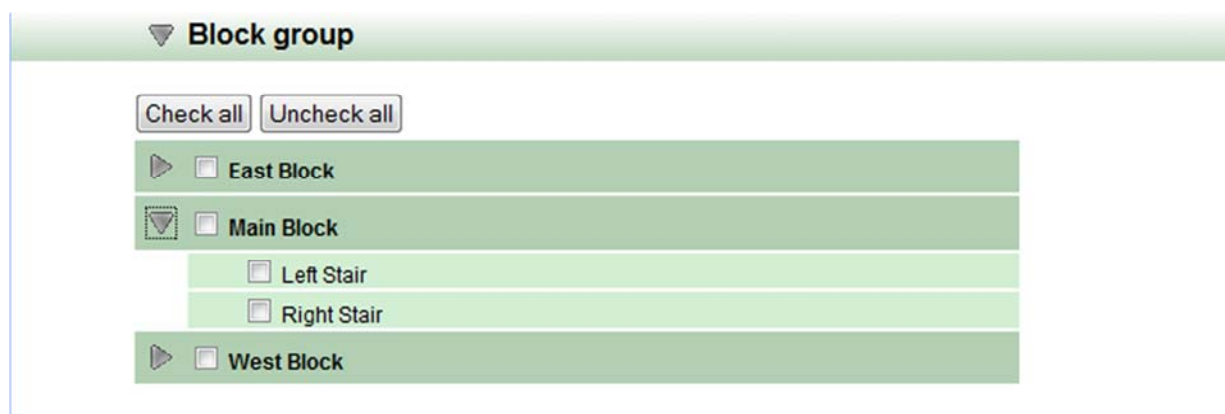 Block group
Check all Uncheck all
East Block
Main Block
Left Stair
Right Stair
West Block